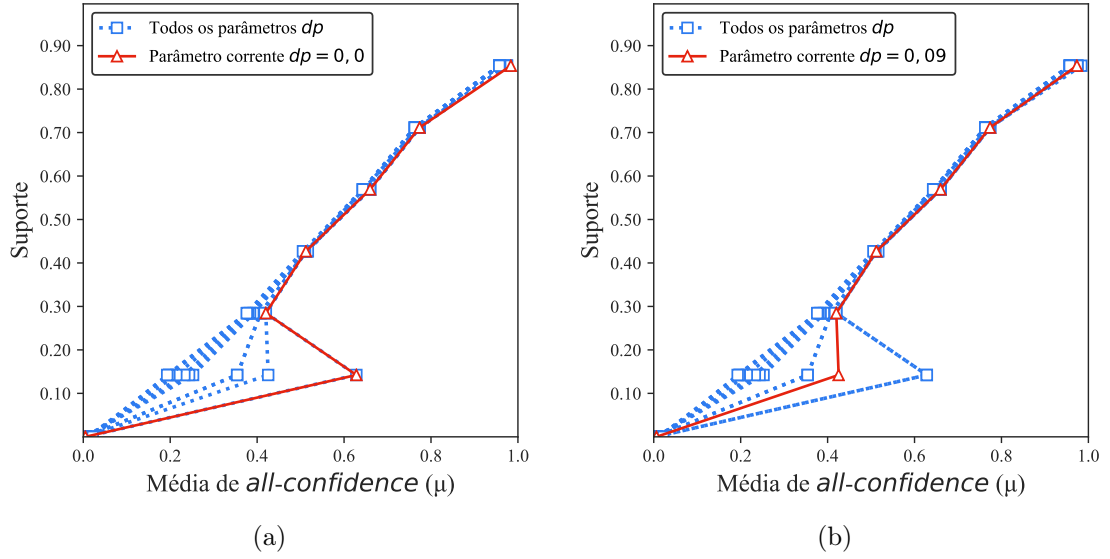 Todos os parâmetros dp
Parâmetro corrente dp = 0, 0
0.90
0.80
0.70
0.60
0.50
0.40
0.30
0.20
0.10
Suporte
0.0 0.2 0.4 0.6 0.8 1.0
Média de all-confidence (μ)
(a)
Todos os parâmetros dp
Parâmetro corrente dp = 0, 09
0.90
0.80
0.70
0.60
0.50
0.40
0.30
0.20
0.10
Suporte
0.0 0.2 0.4 0.6 0.8 1.0
Média de all-confidence (μ)
(b)